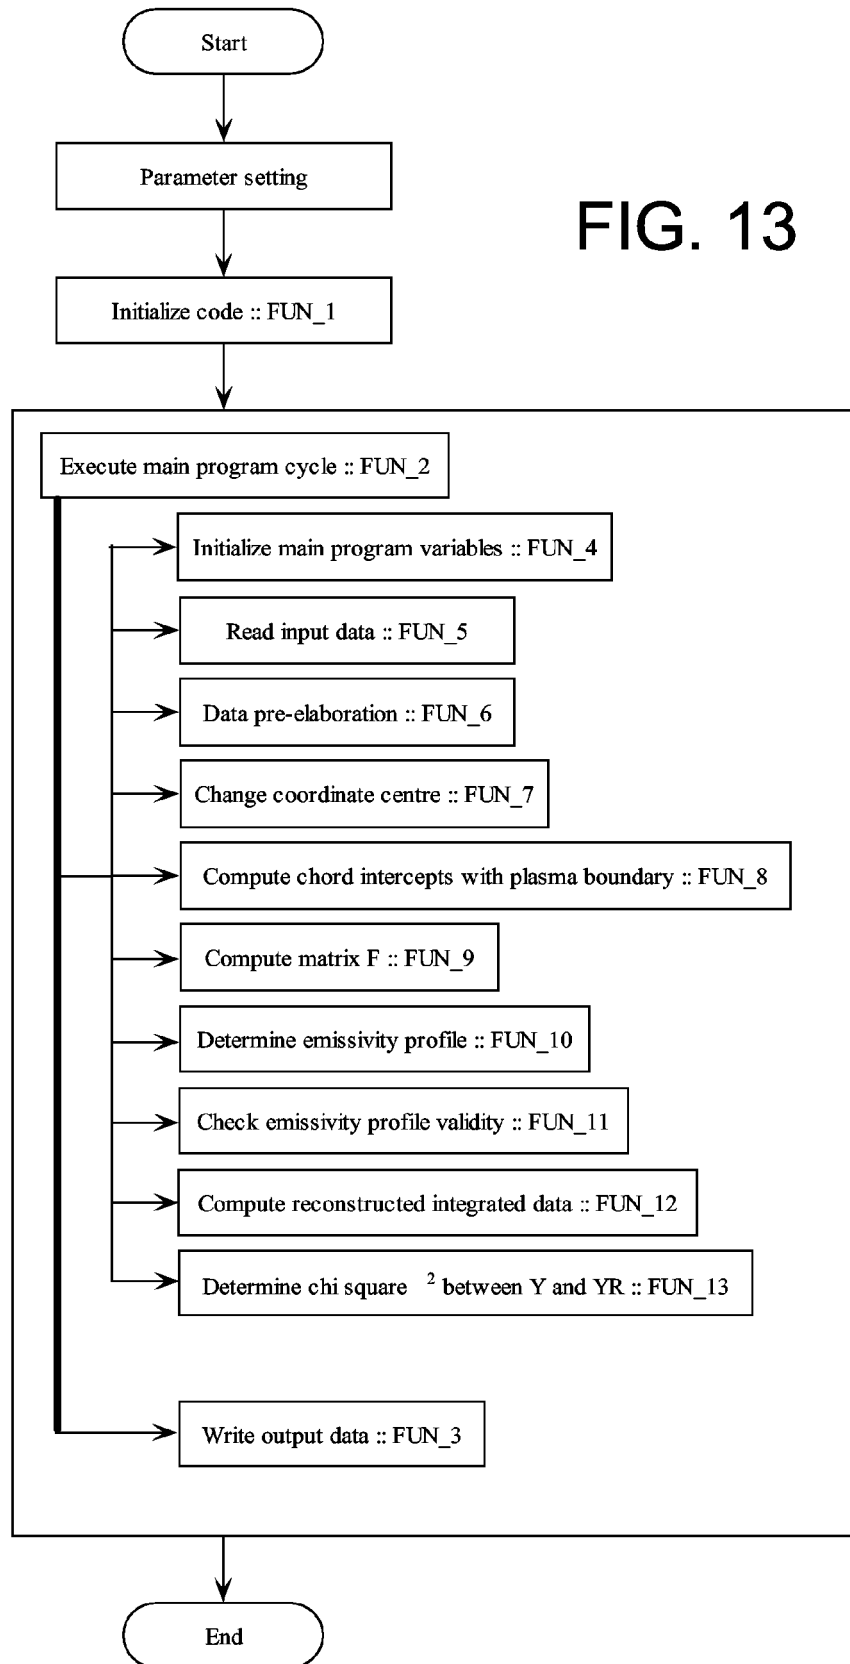 Start
Parameter setting
FIG. 13
Initialize code :: FUN_1
Execute main program cycle :: FUN_2
Initialize main program variables :: FUN_4
Read input data :: FUN_5
Data pre-elaboration :: FUN_6
Change coordinate centre :: FUN_7
Compute chord intercepts with plasma boundary :: FUN_8
Compute matrix F :: FUN_9
Determine emissivity profile :: FUN_10
Check emissivity profile validity :: FUN_11
Compute reconstructed integrated data :: FUN_12
Determine chi square ² between Y and YR :: FUN_13
Write output data :: FUN_3
End